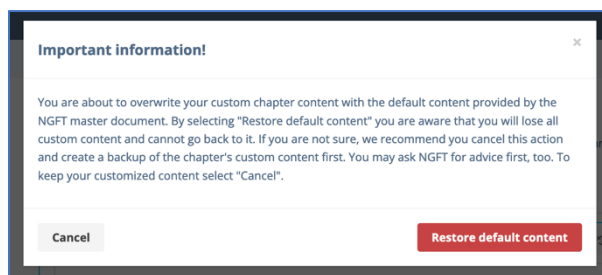 Important information!
×
You are about to overwrite your custom chapter content with the default content provided by the
NGFT master document. By selecting "Restore default content" you are aware that you will lose all
custom content and cannot go back to it. If you are not sure, we recommend you cancel this action
and create a backup of the chapter's custom content first. You may ask NGFT for advice first, too. To
keep your customized content select "Cancel".
Cancel
Restore default content